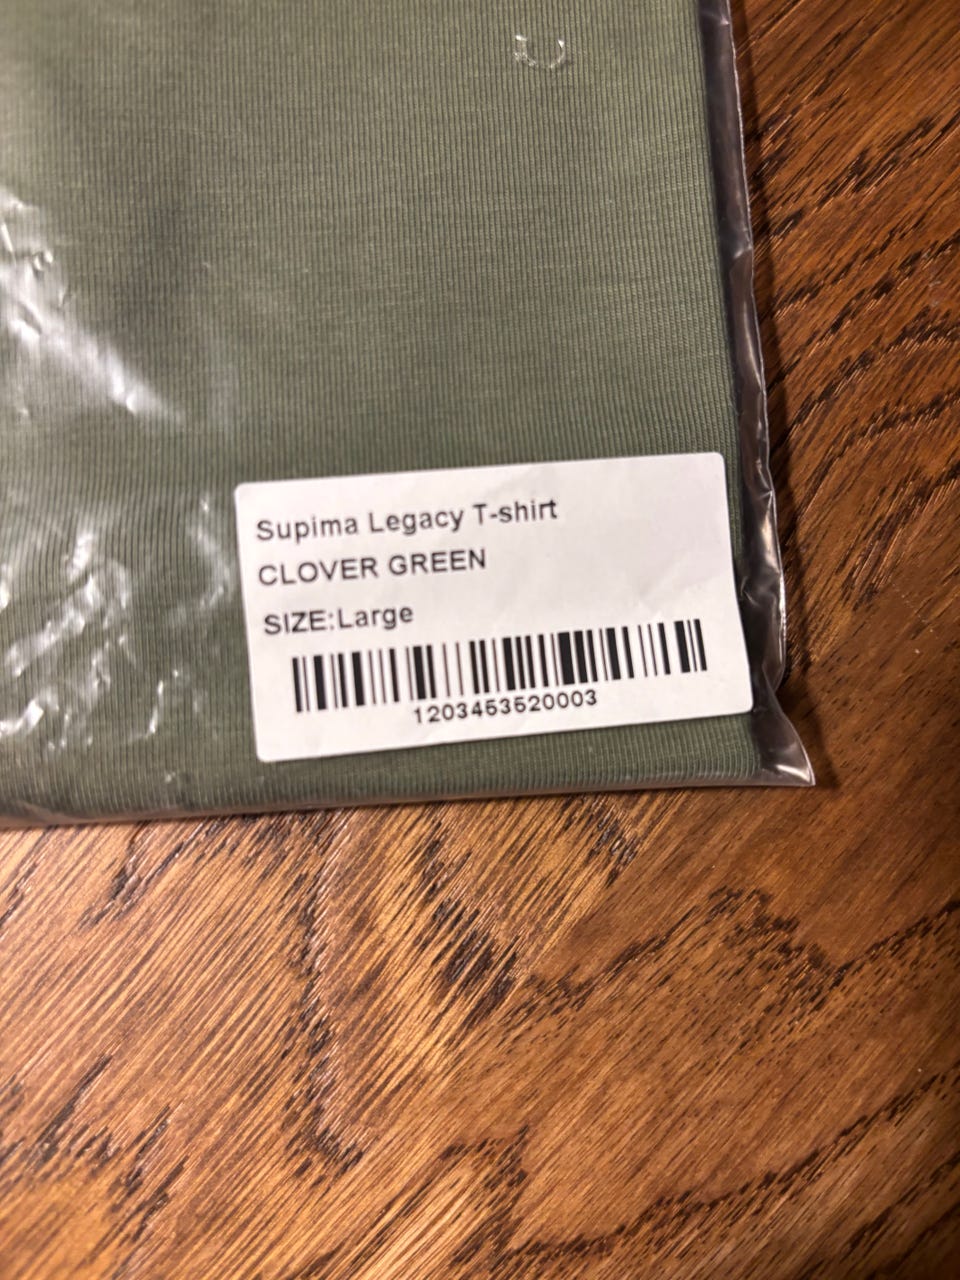 Supima Legacy T-shirt
CLOVER GREEN
SIZE:Large
1203453520003